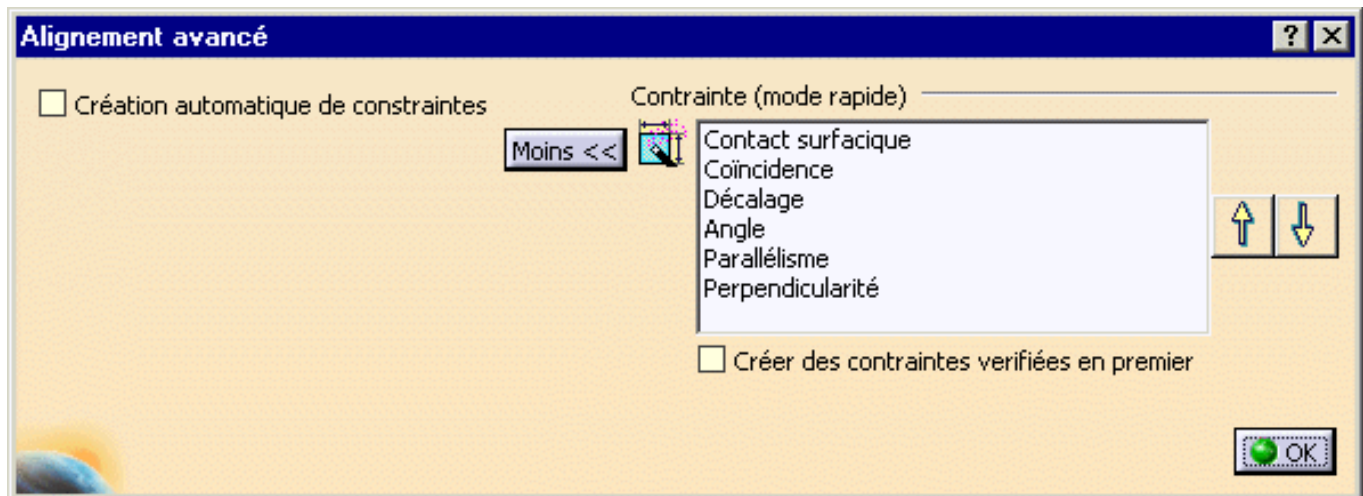 Alignement avancé
Création automatique de constraintes
Contrainte (mode rapide)
Moins <<
Contact surfacique
Coïncidence
Décalage
Angle
Parallélisme
Perpendicularité
Créer des contraintes verifiées en premier
OK